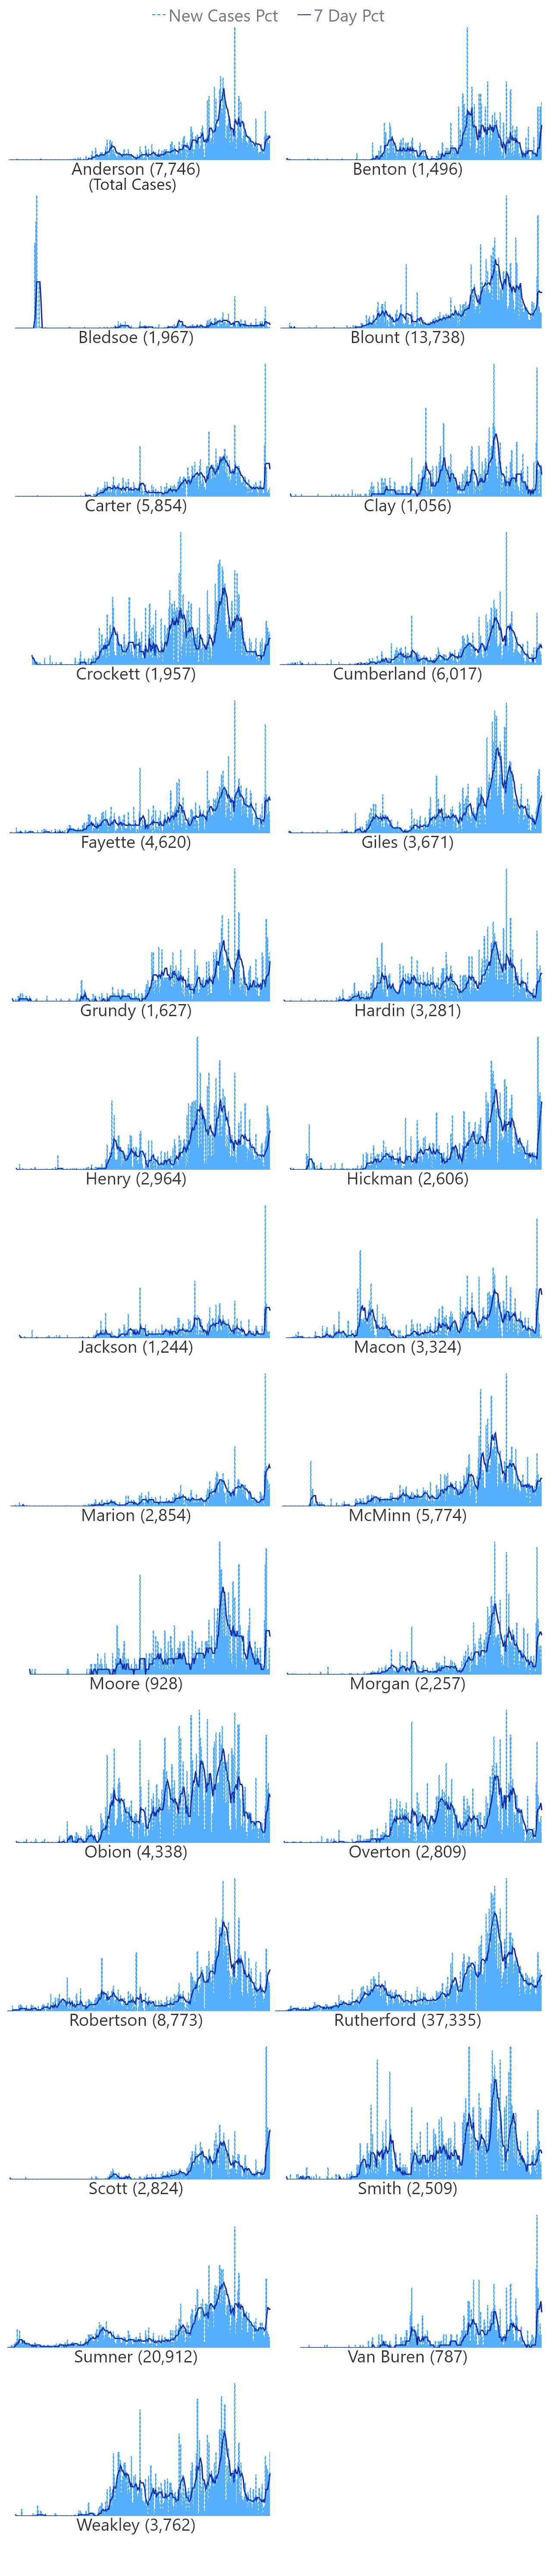 New Cases Pct 7 Day Pct
Anderson (7,746) Benton (1,496)
(Total Cases)
Bledsoe (1,967) Blount (13,738)
Carter (5,854) Clay (1,056)
Crockett (1,957) Cumberland (6,017)
Fayette (4,620) Giles (3,671)
Grundy (1,627) Hardin (3,281)
Henry (2,964) Hickman (2,606)
Jackson (1,244) Macon (3,324)
Marion (2,854) McMinn (5,774)
Moore (928) Morgan (2,257)
Obion (4,338) Overton (2,809)
Robertson (8,773) Rutherford (37,335)
Scott (2,824) Smith (2,509)
Sumner (20,912) Van Buren (787)
Weakley (3,762)